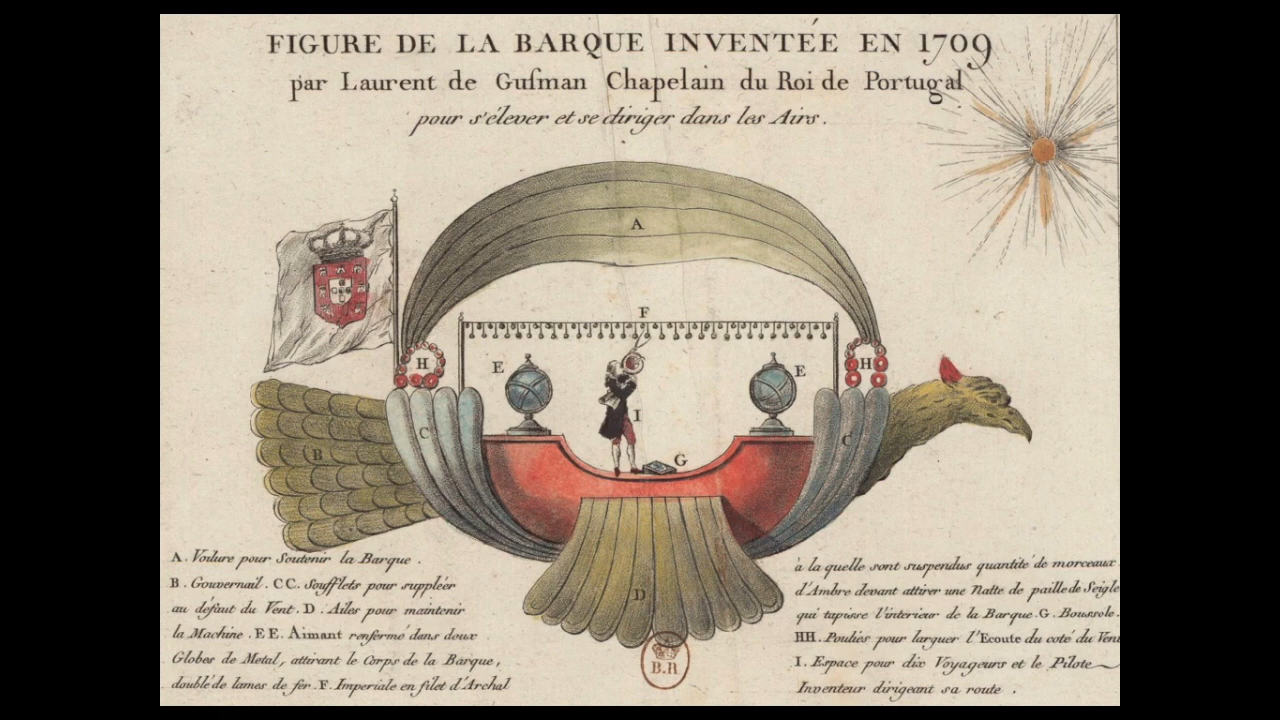 FIGURE DE LA BARQUE INVENTÉE EN 1709
par Laurent de Guſman Chapelain du Roi de Portugal
pour s'élever et se diriger dans les Airs.
A
F
H
E
E
H
I
C
C
G
B
D
A. Voilure pour Soutenir la Barque.
B. Gouvernail. CC. Soufflets pour suppléer
au défaut du Vent. D. Ailes pour maintenir
la Machine. EE. Aimant renfermé dans deux
Globes de Metal, attirant le Corps de la Barque,
doublé de lames de fer. F. Imperiale en filet d'Archal
à la quelle sont suspendus quantité de morceaux
d'Ambre devant attirer une Natte de paille de Seigle
qui tapisse l'interieur de la Barque. G. Boussole.
HH. Poulies pour larguer l'Ecoute du coté du Vent
I. Espace pour dix Voyageurs et le Pilote
Inventeur dirigeant sa route.
B.R